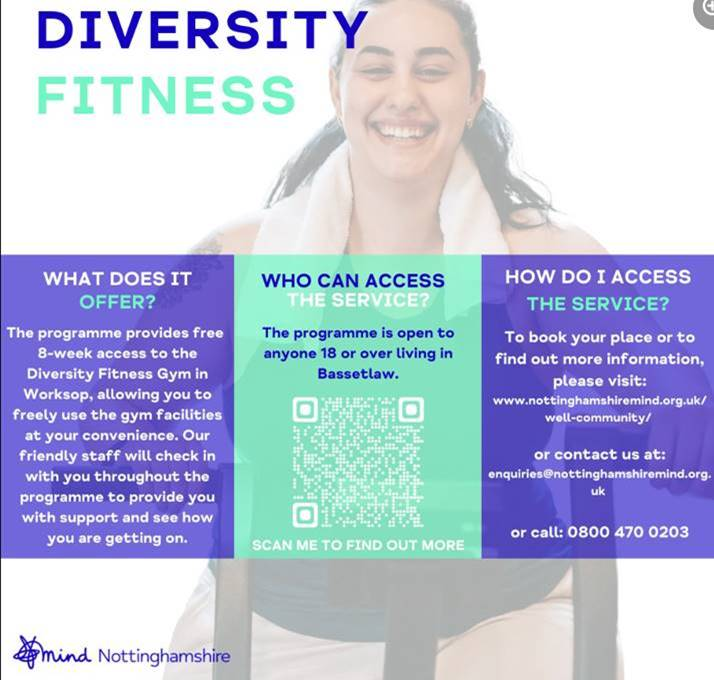 DIVERSITY
FITNESS
WHAT DOES IT
OFFER?
The programme provides free
8-week access to the
Diversity Fitness Gym in
Worksop, allowing you to
freely use the gym facilities
at your convenience. Our
friendly staff will check in
with you throughout the
programme to provide you
with support and see how
you are getting on.
WHO CAN ACCESS
THE SERVICE?
The programme is open to
anyone 18 or over living in
Bassetlaw.
SCAN ME TO FIND OUT MORE
HOW DO I ACCESS
THE SERVICE?
To book your place or to
find out more information,
please visit:
www.nottinghamshiremind.org.uk/
well-community/
or contact us at:
enquiries@nottinghamshiremind.org.
uk
or call: 0800 470 0203
mind Nottinghamshire